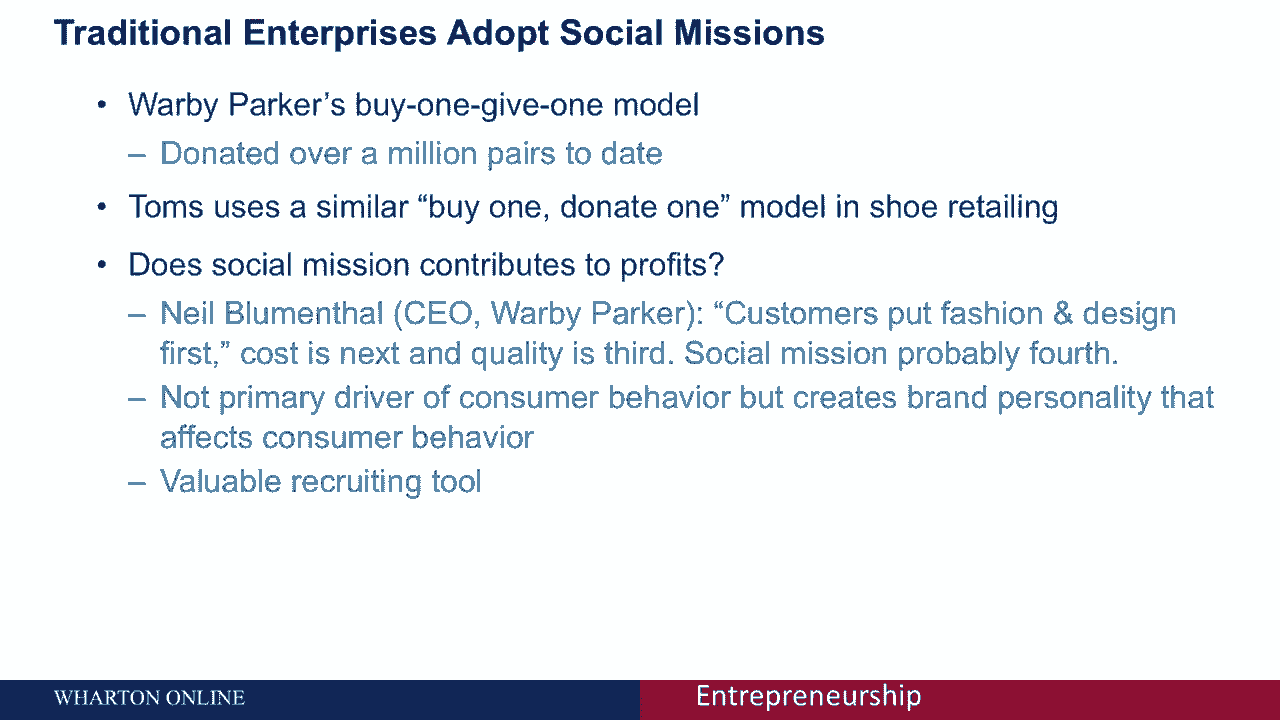 Traditional Enterprises Adopt Social Missions
• Warby Parker’s buy-one-give-one model
– Donated over a million pairs to date
• Toms uses a similar “buy one, donate one” model in shoe retailing
• Does social mission contributes to profits?
– Neil Blumenthal (CEO, Warby Parker): “Customers put fashion & design
first,” cost is next and quality is third. Social mission probably fourth.
– Not primary driver of consumer behavior but creates brand personality that
affects consumer behavior
– Valuable recruiting tool
WHARTON ONLINE
Entrepreneurship